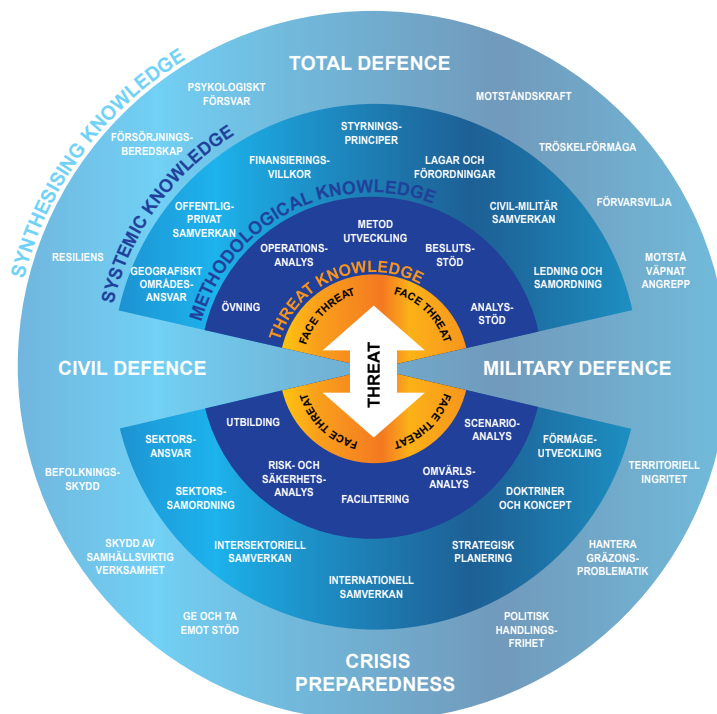 SYNTHESISING KNOWLEDGE
TOTAL DEFENCE
PSYKOLOGISKT
FÖRSVAR
MOTSTÅNDSKRAFT
FÖRSÖRJNINGS-
BEREDSKAP
TRÖSKELFÖRMÅGA
FÖRVARSVILJA
RESILIENS
MOTSTÅ
VÄPNAT
ANGREPP
SYSTEMIC KNOWLEDGE
STYRNINGS-
PRINCIPER
FINANSIERINGS-
VILLKOR
LAGAR OCH
FÖRORDNINGAR
OFFENTLIG-
PRIVAT
SAMVERKAN
CIVIL-MILITÄR
SAMVERKAN
GEOGRAFISKT
OMRÅDES-
ANSVAR
LEDNING OCH
SAMORDNING
METHODOLOGICAL KNOWLEDGE
METOD
UTVECKLING
OPERATIONS-
ANALYS
BESLUTS-
STÖD
ÖVNING
ANALYS-
STÖD
THREAT KNOWLEDGE
FACE THREAT
FACE THREAT
THREAT
CIVIL DEFENCE
MILITARY DEFENCE
FACE THREAT
FACE THREAT
UTBILDING
SCENARIO-
ANALYS
RISK- OCH
SÄKERHETS-
ANALYS
OMVÄRLS-
ANALYS
FACILITERING
SEKTORS-
ANSVAR
FÖRMÅGE-
UTVECKLING
SEKTORS-
SAMORDNING
DOKTRINER
OCH KONCEPT
INTERSEKTORIELL
SAMVERKAN
STRATEGISK
PLANERING
INTERNATIONELL
SAMVERKAN
BEFOLKNINGS-
SKYDD
TERRITORIELL
INGRITET
SKYDD AV
SAMHÄLLSVIKTIG
VERKSAMHET
HANTERA
GRÄZONS-
PROBLEMATIK
GE OCH TA
EMOT STÖD
POLITISK
HANDLINGS-
FRIHET
CRISIS
PREPAREDNESS